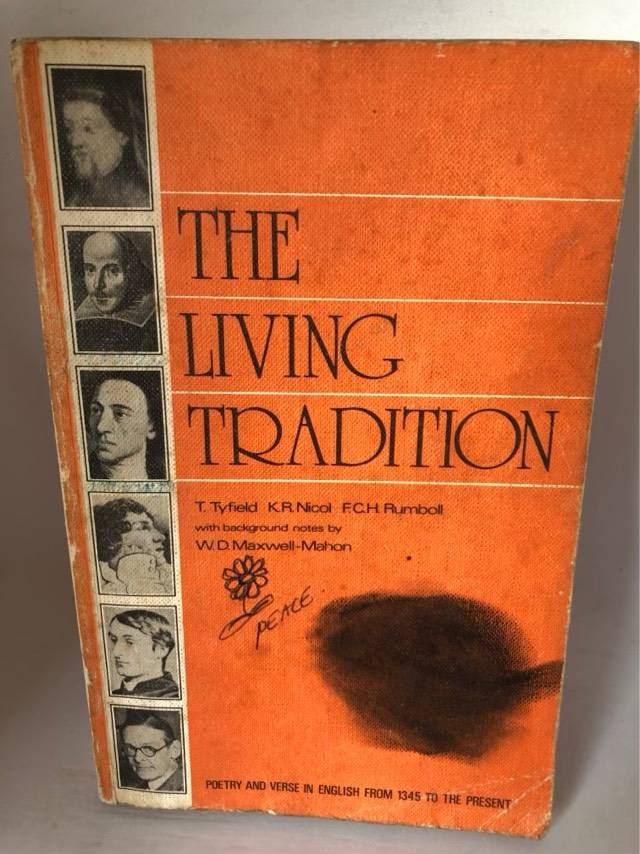 THE
LIVING
TRADITION
T. Tyfield K.R. Nicol F.C.H. Rumboll
with background notes by
W.D. Maxwell-Mahon
PEACE
POETRY AND VERSE IN ENGLISH FROM 1345 TO THE PRESENT